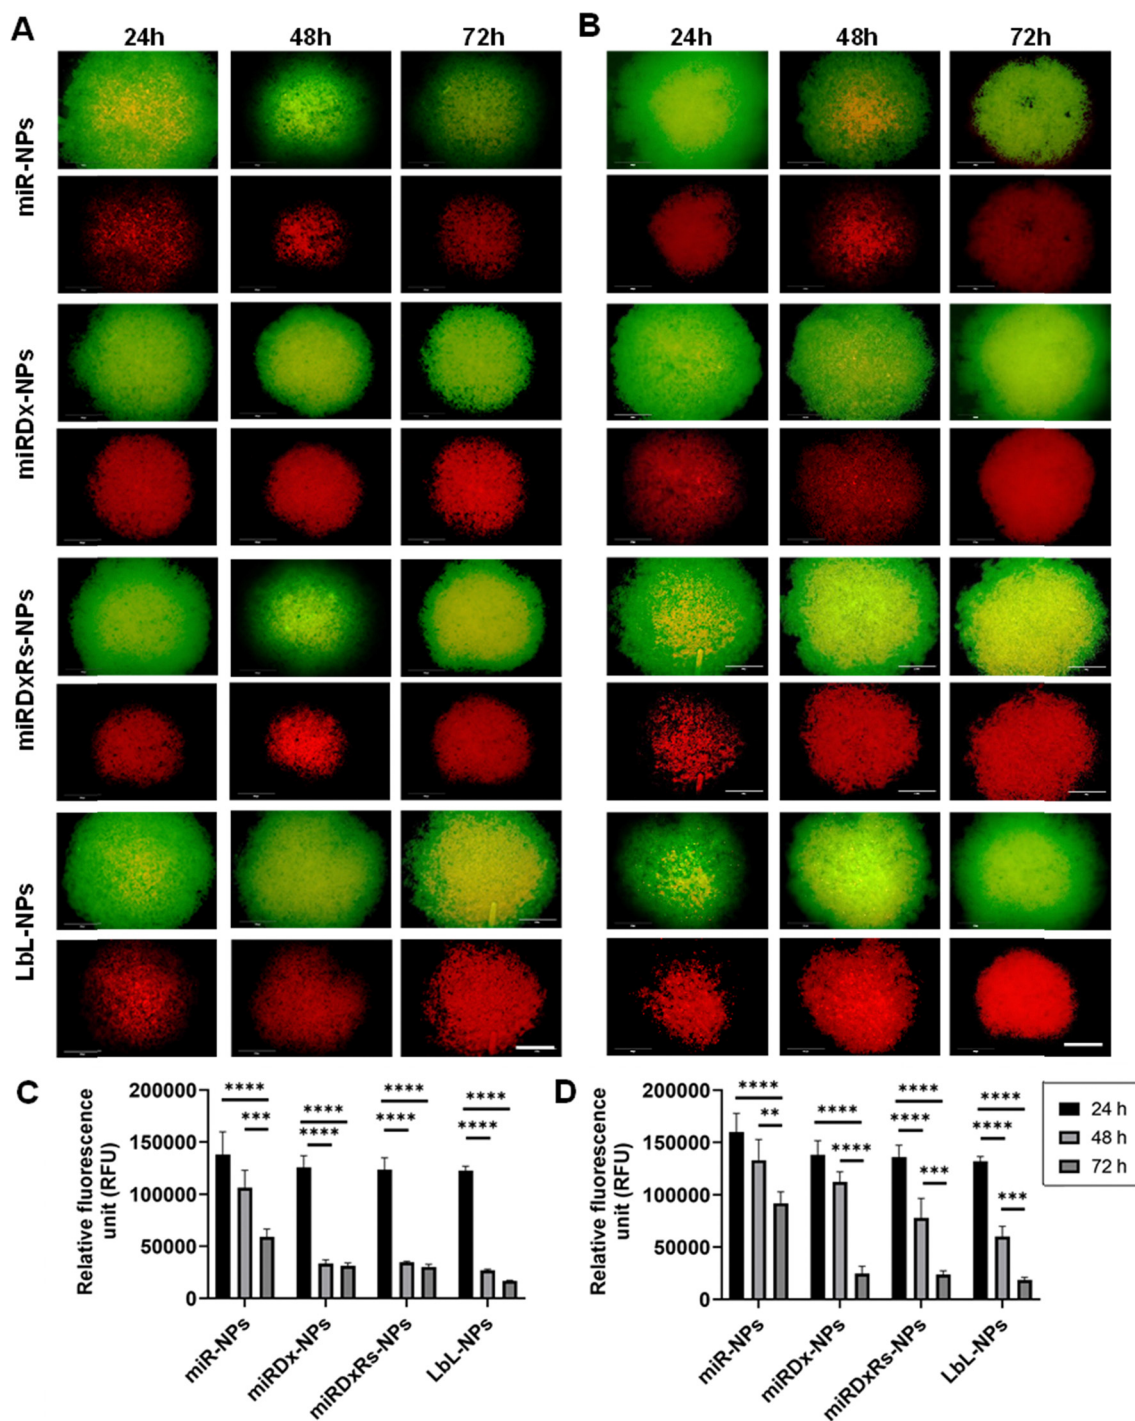 A
24h 48h 72h
B
24h 48h 72h
miR-NPs
miRDx-NPs
miRDxRs-NPs
LbL-NPs
C
Relative fluorescence
unit (RFU)
200000
150000
100000
50000
0
**** *** **** **** **** **** **** ****
miR-NPs
miRDx-NPs
miRDxRs-NPs
LbL-NPs
D
Relative fluorescence
unit (RFU)
200000
150000
100000
50000
0
**** ** **** **** **** **** *** **** **** ***
miR-NPs
miRDx-NPs
miRDxRs-NPs
LbL-NPs
24 h
48 h
72 h